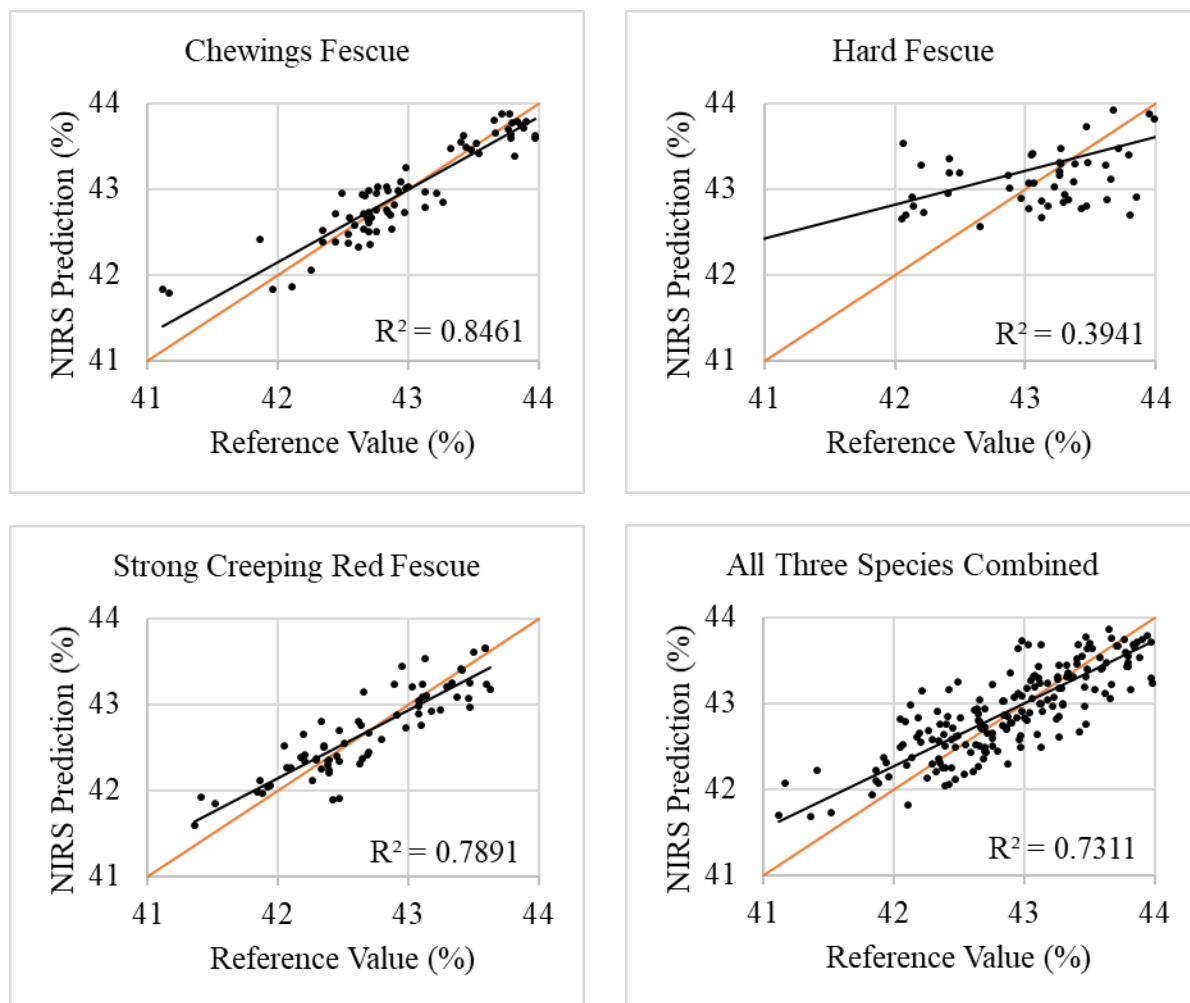 Chewings Fescue
NIRS Prediction (%)
44
43
42
41
R² = 0.8461
41 42 43 44
Reference Value (%)
Hard Fescue
NIRS Prediction (%)
44
43
42
41
R² = 0.3941
41 42 43 44
Reference Value (%)
Strong Creeping Red Fescue
NIRS Prediction (%)
44
43
42
41
R² = 0.7891
41 42 43 44
Reference Value (%)
All Three Species Combined
NIRS Prediction (%)
44
43
42
41
R² = 0.7311
41 42 43 44
Reference Value (%)